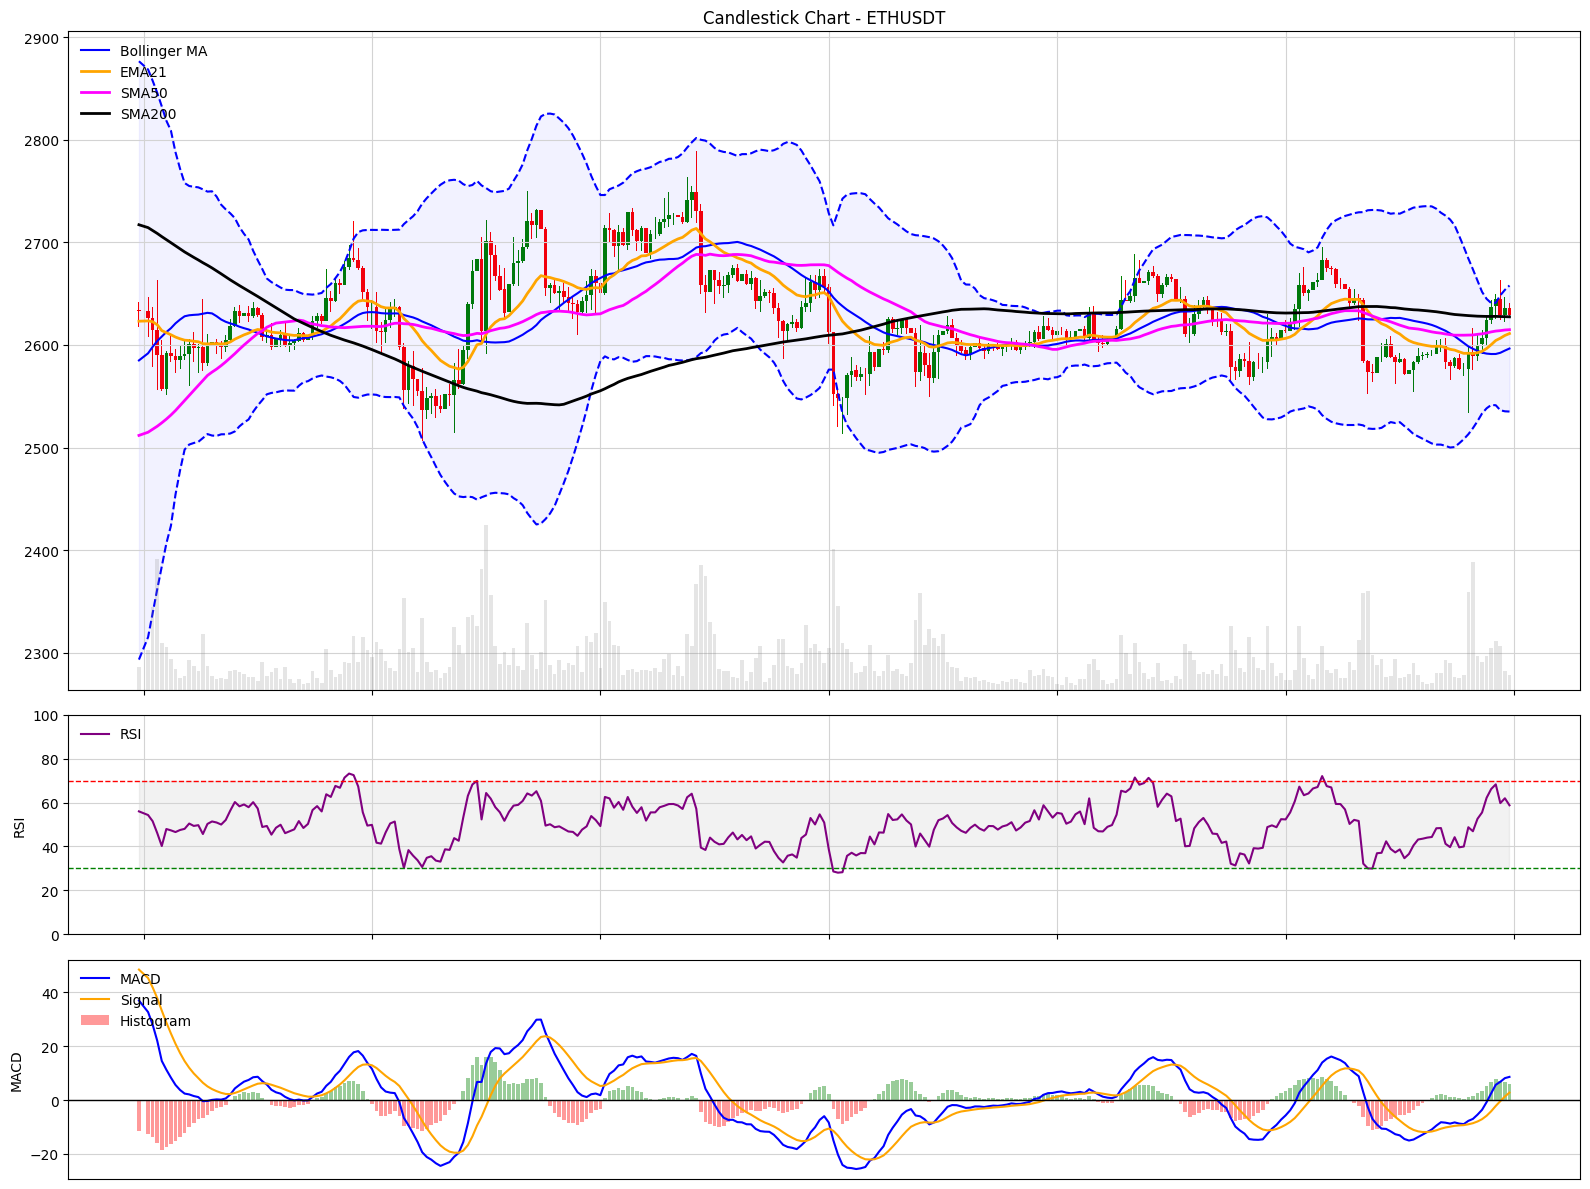 Candlestick Chart - ETHUSDT
2900
2800
2700
2600
2500
2400
2300
Bollinger MA
EMA21
SMA50
SMA200
100
80
60
40
20
0
RSI
RSI
40
20
0
−20
MACD
MACD
Signal
Histogram